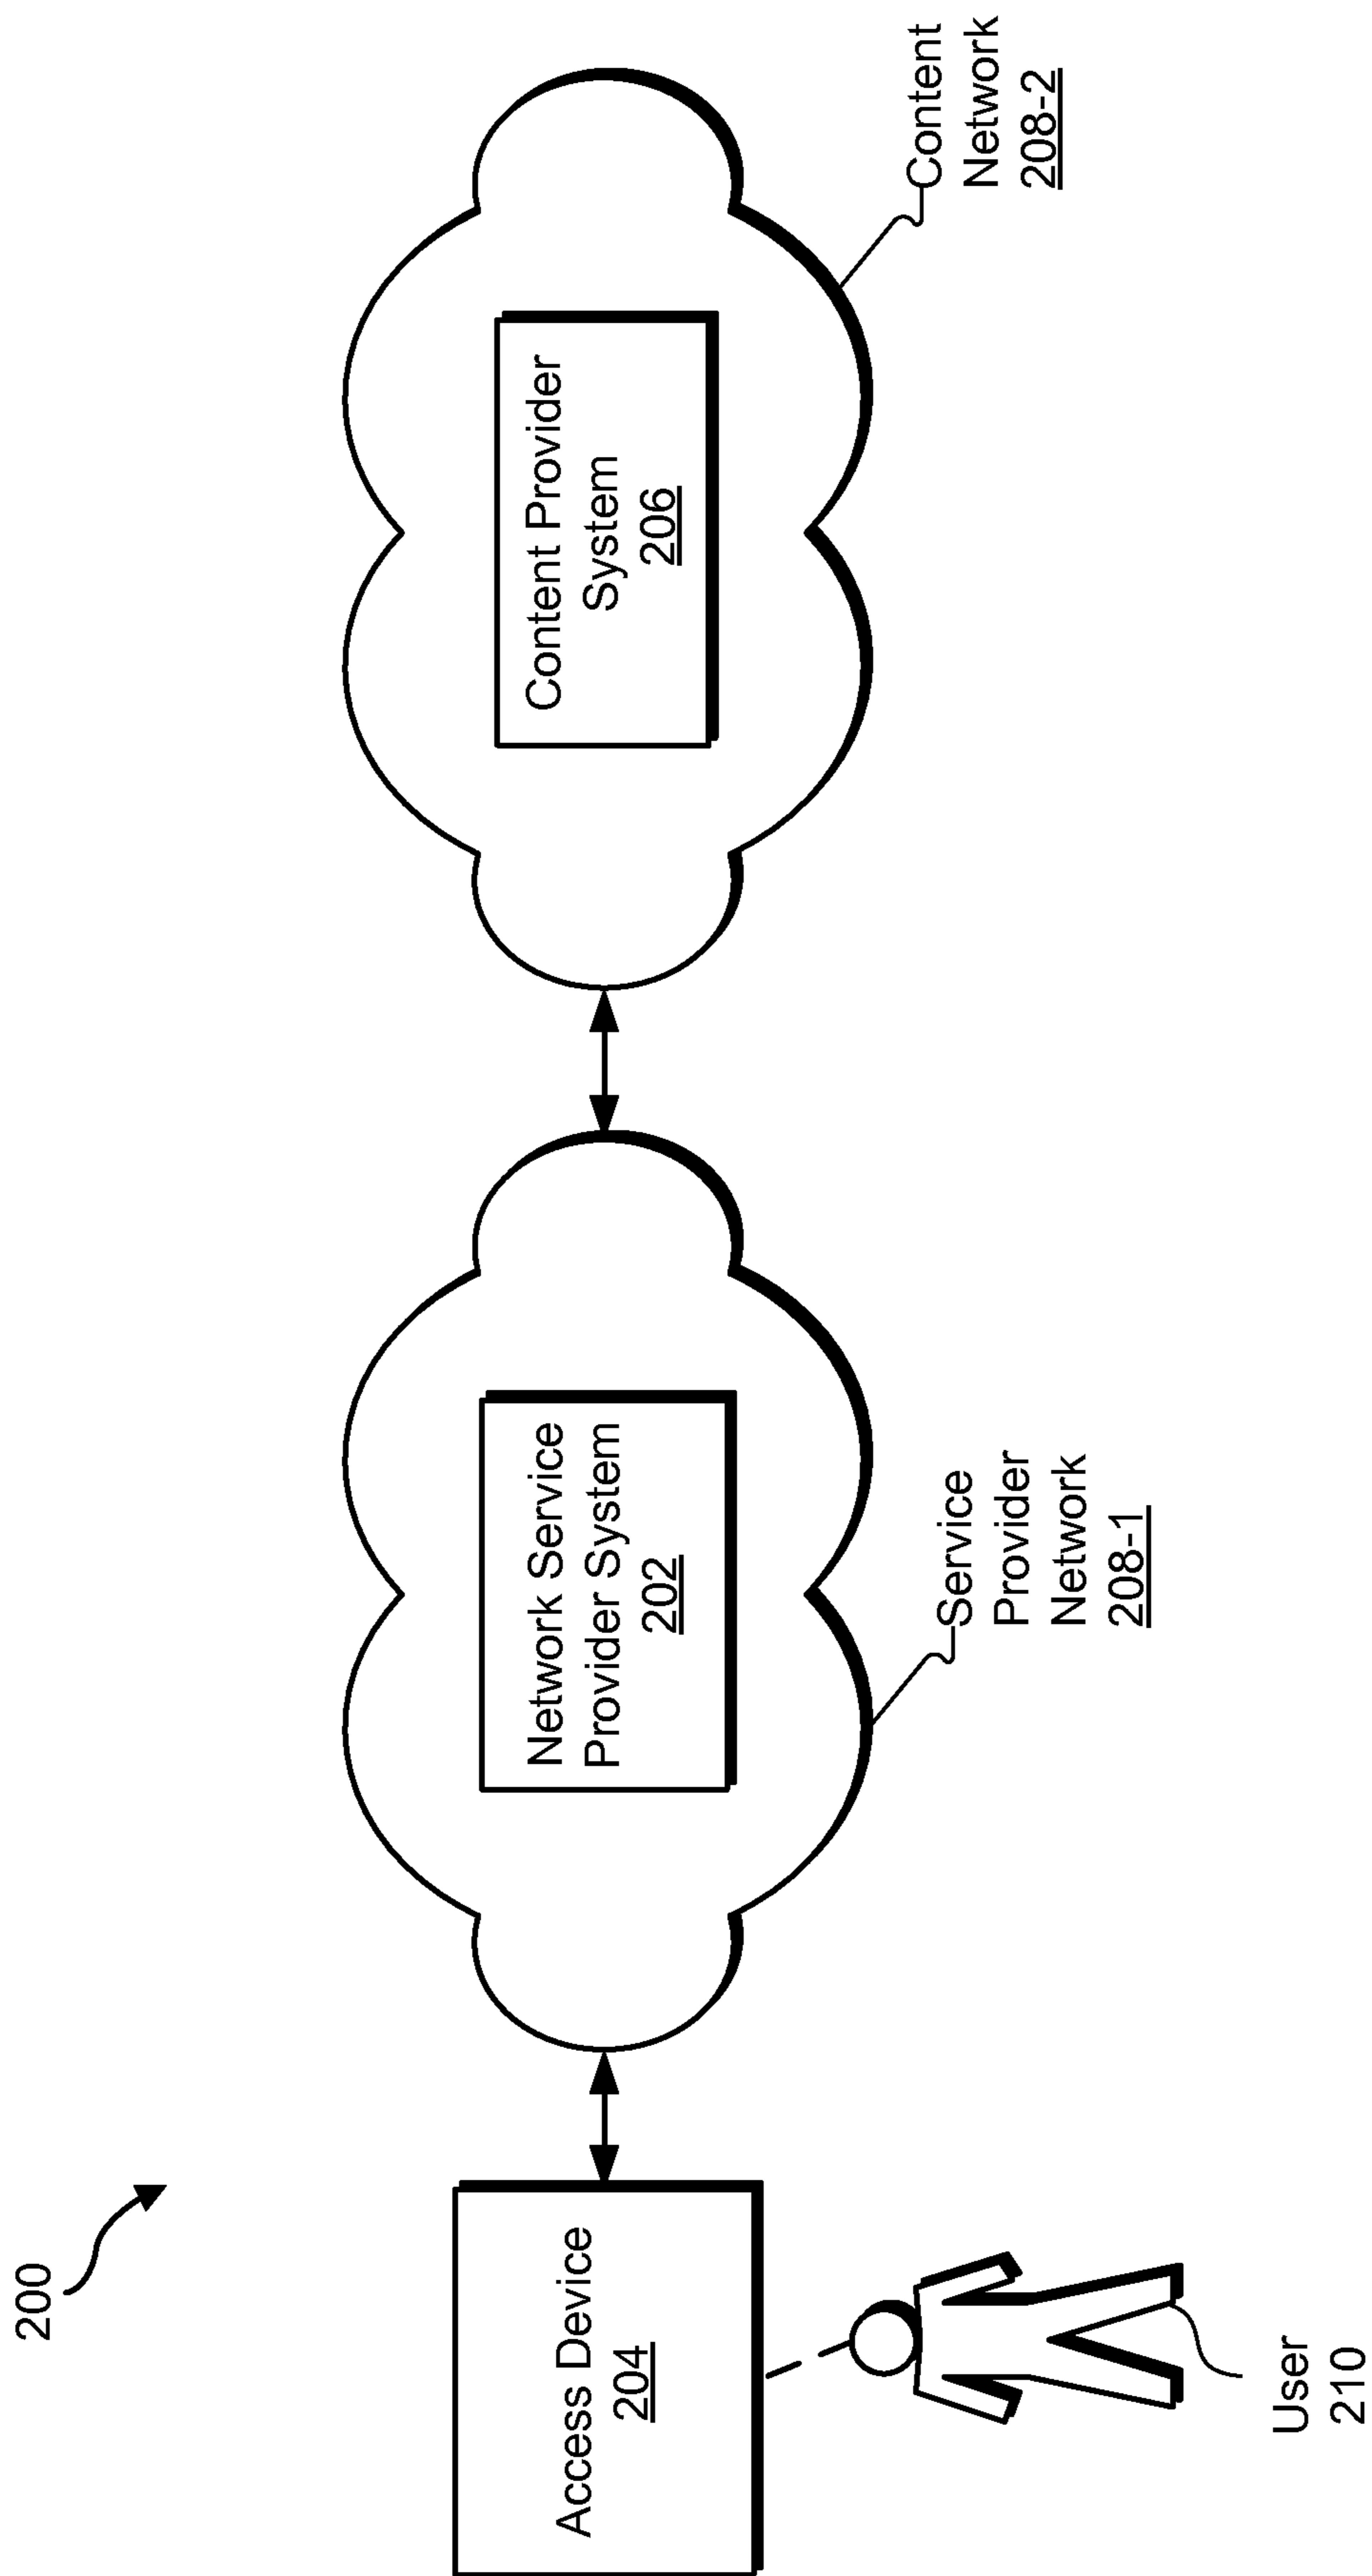 200
Access Device
204
User
210
Network Service
Provider System
202
Service
Provider
Network
208-1
Content Provider
System
206
Content
Network
208-2